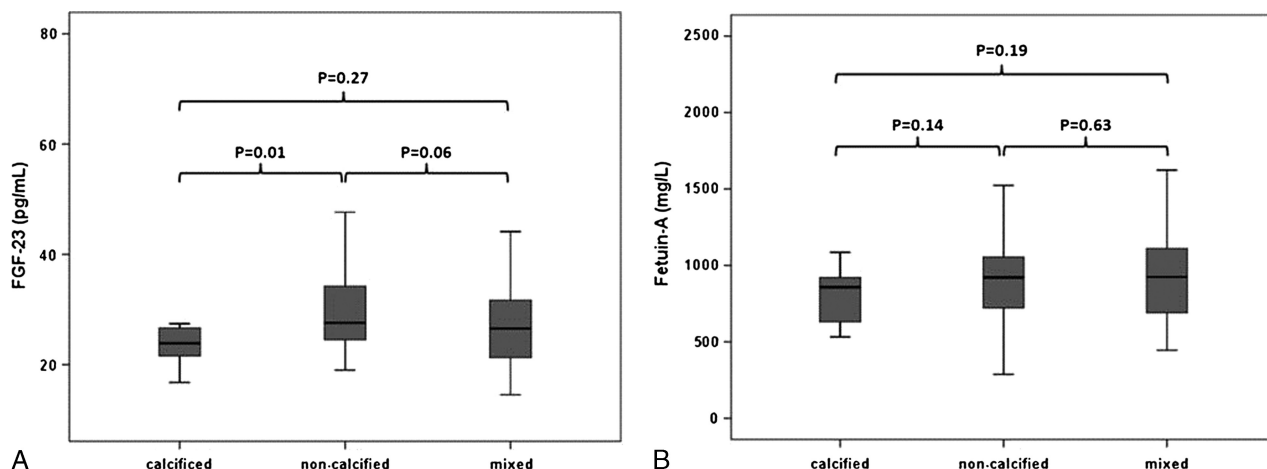 80
60
40
20
FGF-23 (pg/mL)
P=0.27
P=0.01
P=0.06
calcificed
non-calcified
mixed
A
2500
2000
1500
1000
500
0
Fetuin-A (mg/L)
P=0.19
P=0.14
P=0.63
calcified
non-calcified
mixed
B